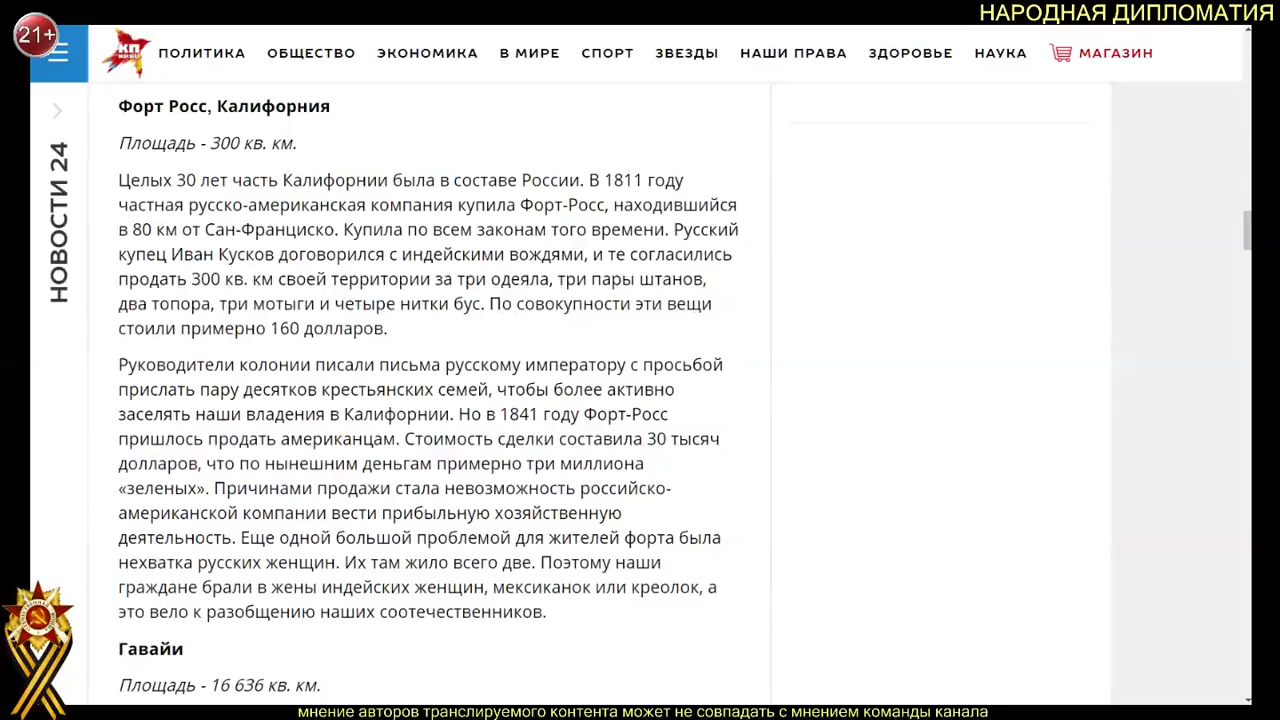 НАРОДНАЯ ДИПЛОМАТИЯ
21+
КП
ПОЛИТИКА ОБЩЕСТВО ЭКОНОМИКА В МИРЕ СПОРТ ЗВЕЗДЫ НАШИ ПРАВА ЗДОРОВЬЕ НАУКА МАГАЗИН
НОВОСТИ 24
Форт Росс, Калифорния
Площадь - 300 кв. км.
Целых 30 лет часть Калифорнии была в составе России. В 1811 году
частная русско-американская компания купила Форт-Росс, находившийся
в 80 км от Сан-Франциско. Купила по всем законам того времени. Русский
купец Иван Кусков договорился с индейскими вождями, и те согласились
продать 300 кв. км своей территории за три одеяла, три пары штанов,
два топора, три мотыги и четыре нитки бус. По совокупности эти вещи
стоили примерно 160 долларов.
Руководители колонии писали письма русскому императору с просьбой
прислать пару десятков крестьянских семей, чтобы более активно
заселять наши владения в Калифорнии. Но в 1841 году Форт-Росс
пришлось продать американцам. Стоимость сделки составила 30 тысяч
долларов, что по нынешним деньгам примерно три миллиона
«зеленых». Причинами продажи стала невозможность российско-
американской компании вести прибыльную хозяйственную
деятельность. Еще одной большой проблемой для жителей форта была
нехватка русских женщин. Их там жило всего две. Поэтому наши
граждане брали в жены индейских женщин, мексиканок или креолок, а
это вело к разобщению наших соотечественников.
Гавайи
Площадь - 16 636 кв. км.
мнение авторов транслируемого контента может не совпадать с мнением команды канала